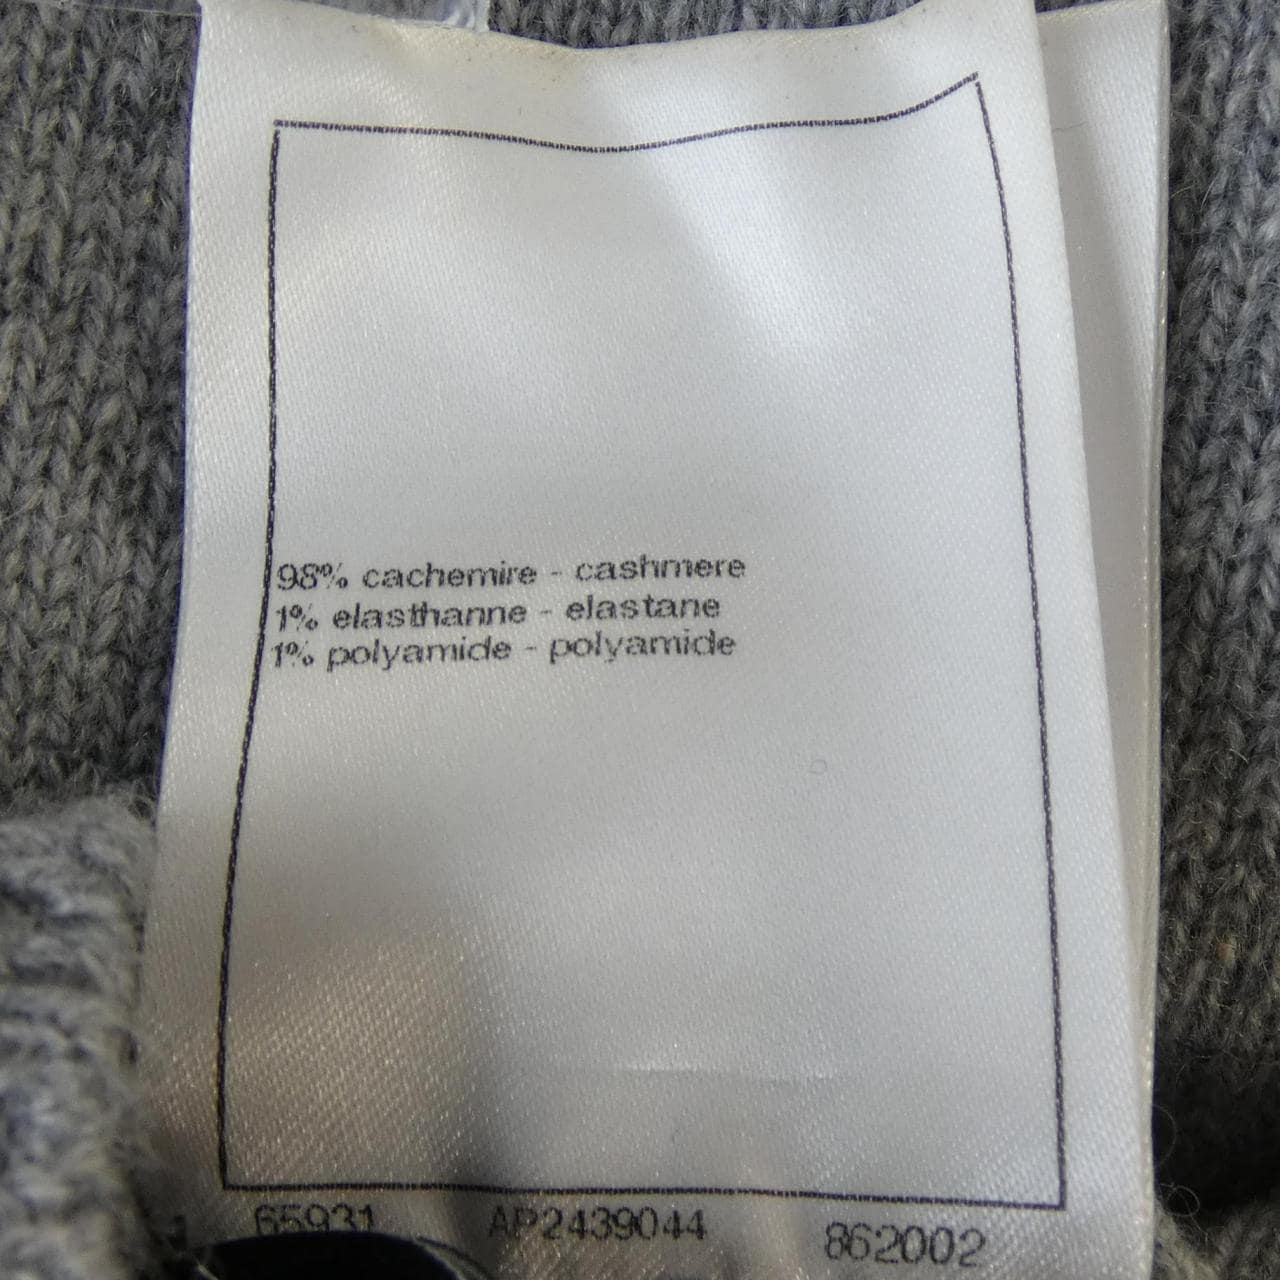 98% cachemire - cashmere
1% elasthanne - elastane
1% polyamide - polyamide
65931 AP2439044 862002